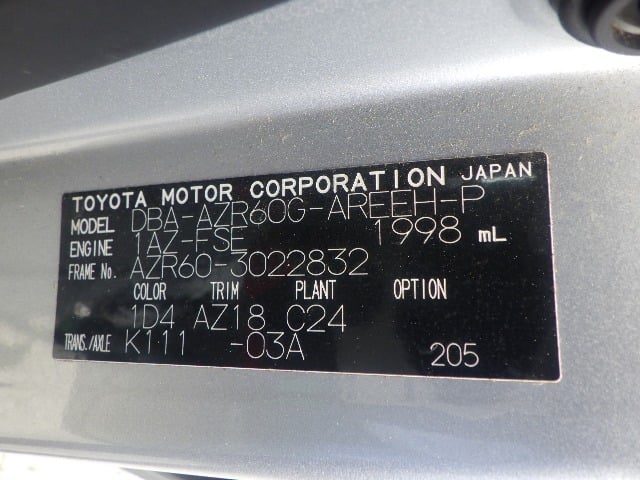 TOYOTA MOTOR CORPORATION JAPAN
MODEL DBA-AZR60G-AREEH-P
ENGINE 1AZ-FSE 1998 mL
FRAME No. AZR60-3022832
COLOR TRIM PLANT OPTION
1D4 AZ18 C24
TRANS./AXLE K111 -03A 205